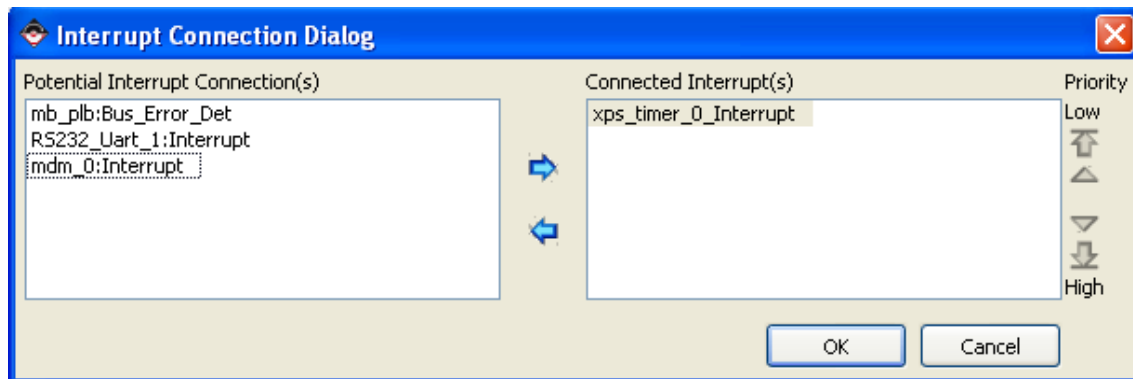 Interrupt Connection Dialog
Potential Interrupt Connection(s)
mb_plb:Bus_Error_Det
RS232_Uart_1:Interrupt
mdm_0:Interrupt
Connected Interrupt(s)
xps_timer_0_Interrupt
Priority
Low
High
OK
Cancel